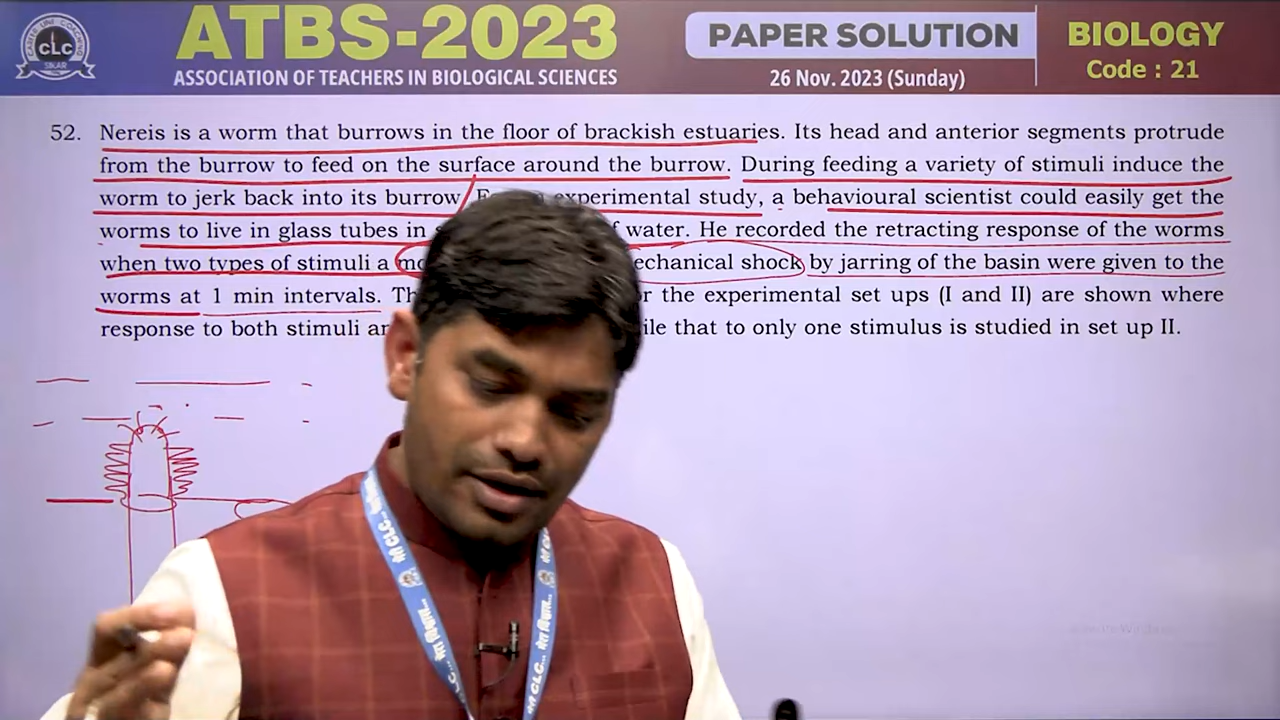 ATBS-2023
ASSOCIATION OF TEACHERS IN BIOLOGICAL SCIENCES
PAPER SOLUTION
26 Nov. 2023 (Sunday)
BIOLOGY
Code : 21
CLC
SIKAR
52. Nereis is a worm that burrows in the floor of brackish estuaries. Its head and anterior segments protrude
from the burrow to feed on the surface around the burrow. During feeding a variety of stimuli induce the
worm to jerk back into its burrow experimental study, a behavioural scientist could easily get the
worms to live in glass tubes in water. He recorded the retracting response of the worms
when two types of stimuli a shock by jarring of the basin were given to the
worms at 1 min intervals. the experimental set ups (I and II) are shown where
response to both stimuli that to only one stimulus is studied in set up II.
CLC
CLC